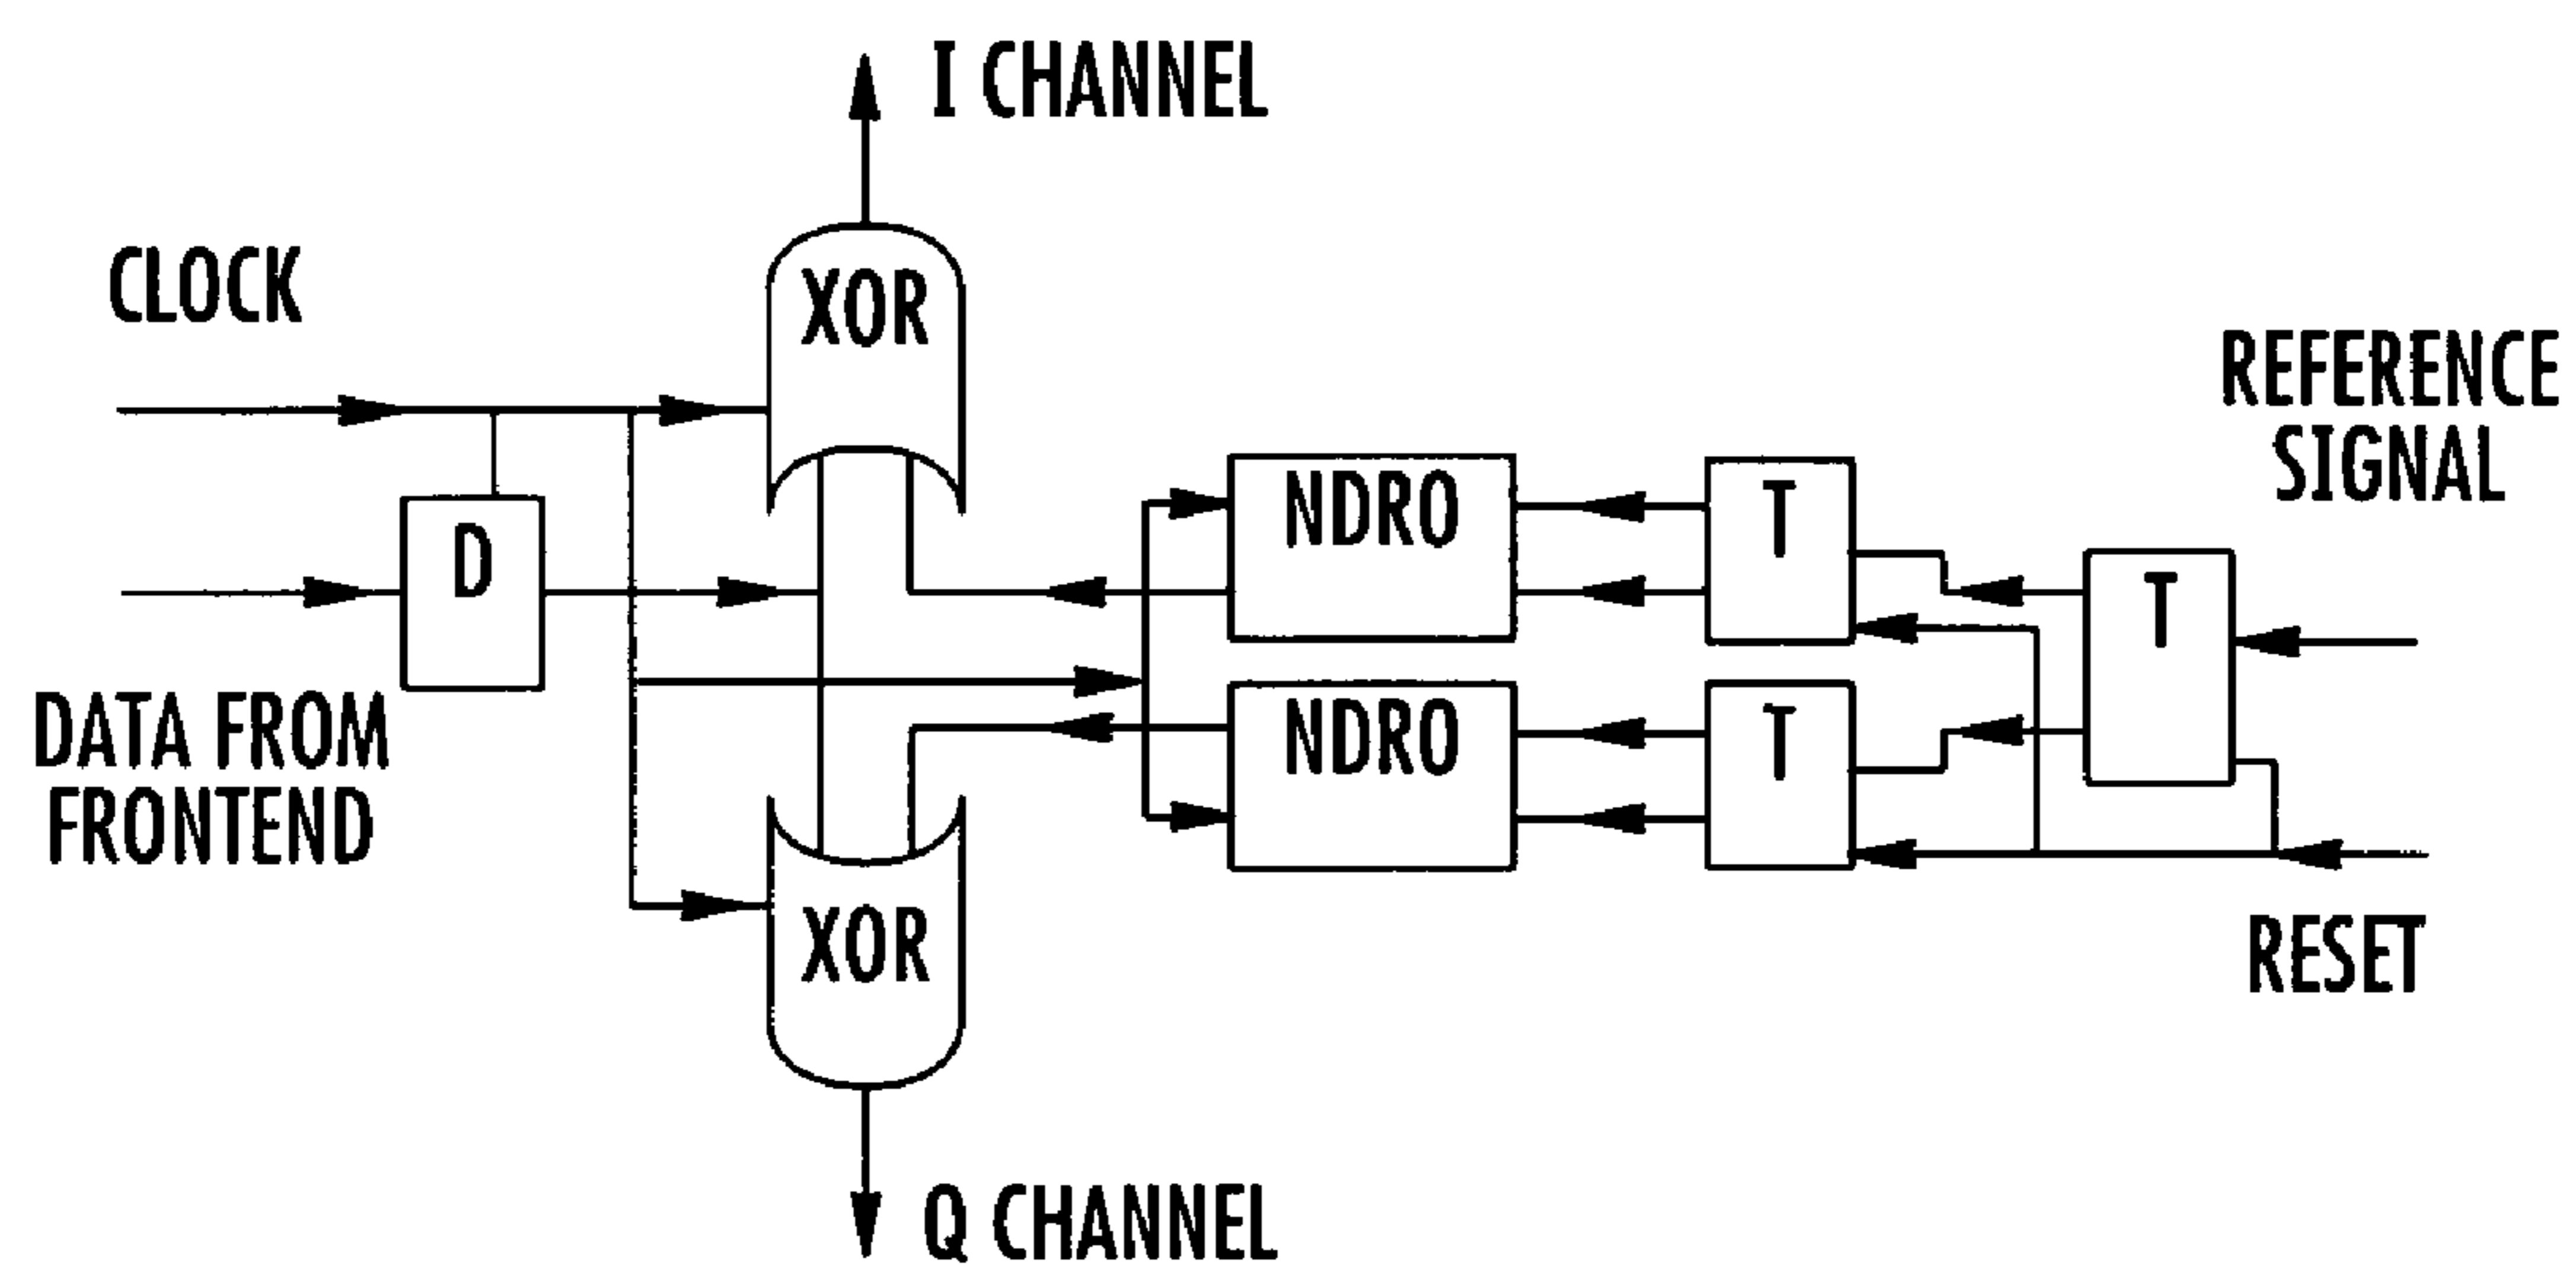 I CHANNEL
CLOCK
XOR
REFERENCE
SIGNAL
D
NDRO
T
T
DATA FROM
FRONTEND
NDRO
T
XOR
RESET
Q CHANNEL